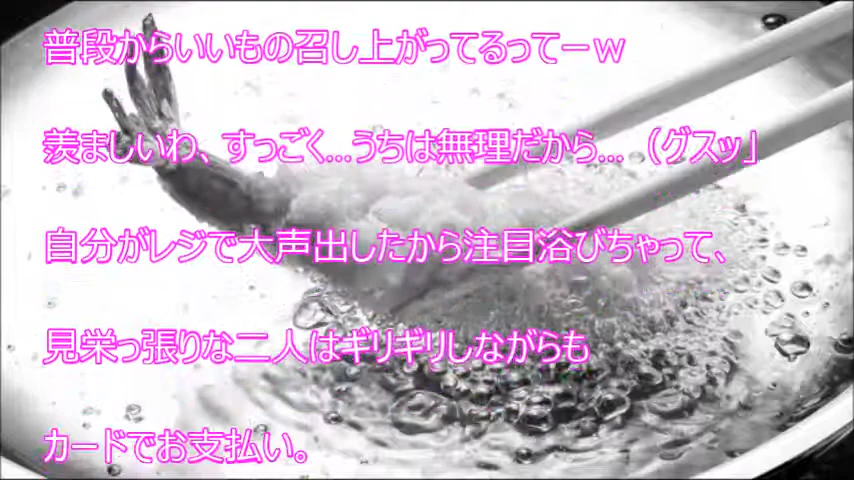 普段からいいもの召し上がってるってーｗ
羨ましいわ、すっごく…うちは無理だから…（グスッ」
自分がレジで大声出したから注目浴びちゃって、
見栄っ張りな二人はギリギリしながらも
カードでお支払い。